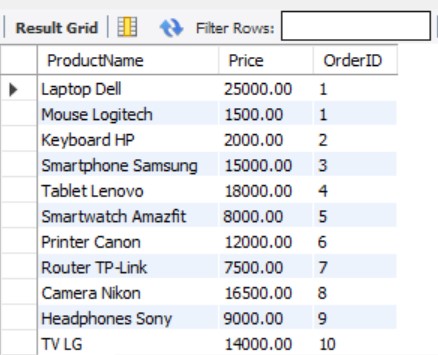 Result Grid Filter Rows:
ProductName Price OrderID
Laptop Dell 25000.00 1
Mouse Logitech 1500.00 1
Keyboard HP 2000.00 2
Smartphone Samsung 15000.00 3
Tablet Lenovo 18000.00 4
Smartwatch Amazfit 8000.00 5
Printer Canon 12000.00 6
Router TP-Link 7500.00 7
Camera Nikon 16500.00 8
Headphones Sony 9000.00 9
TV LG 14000.00 10